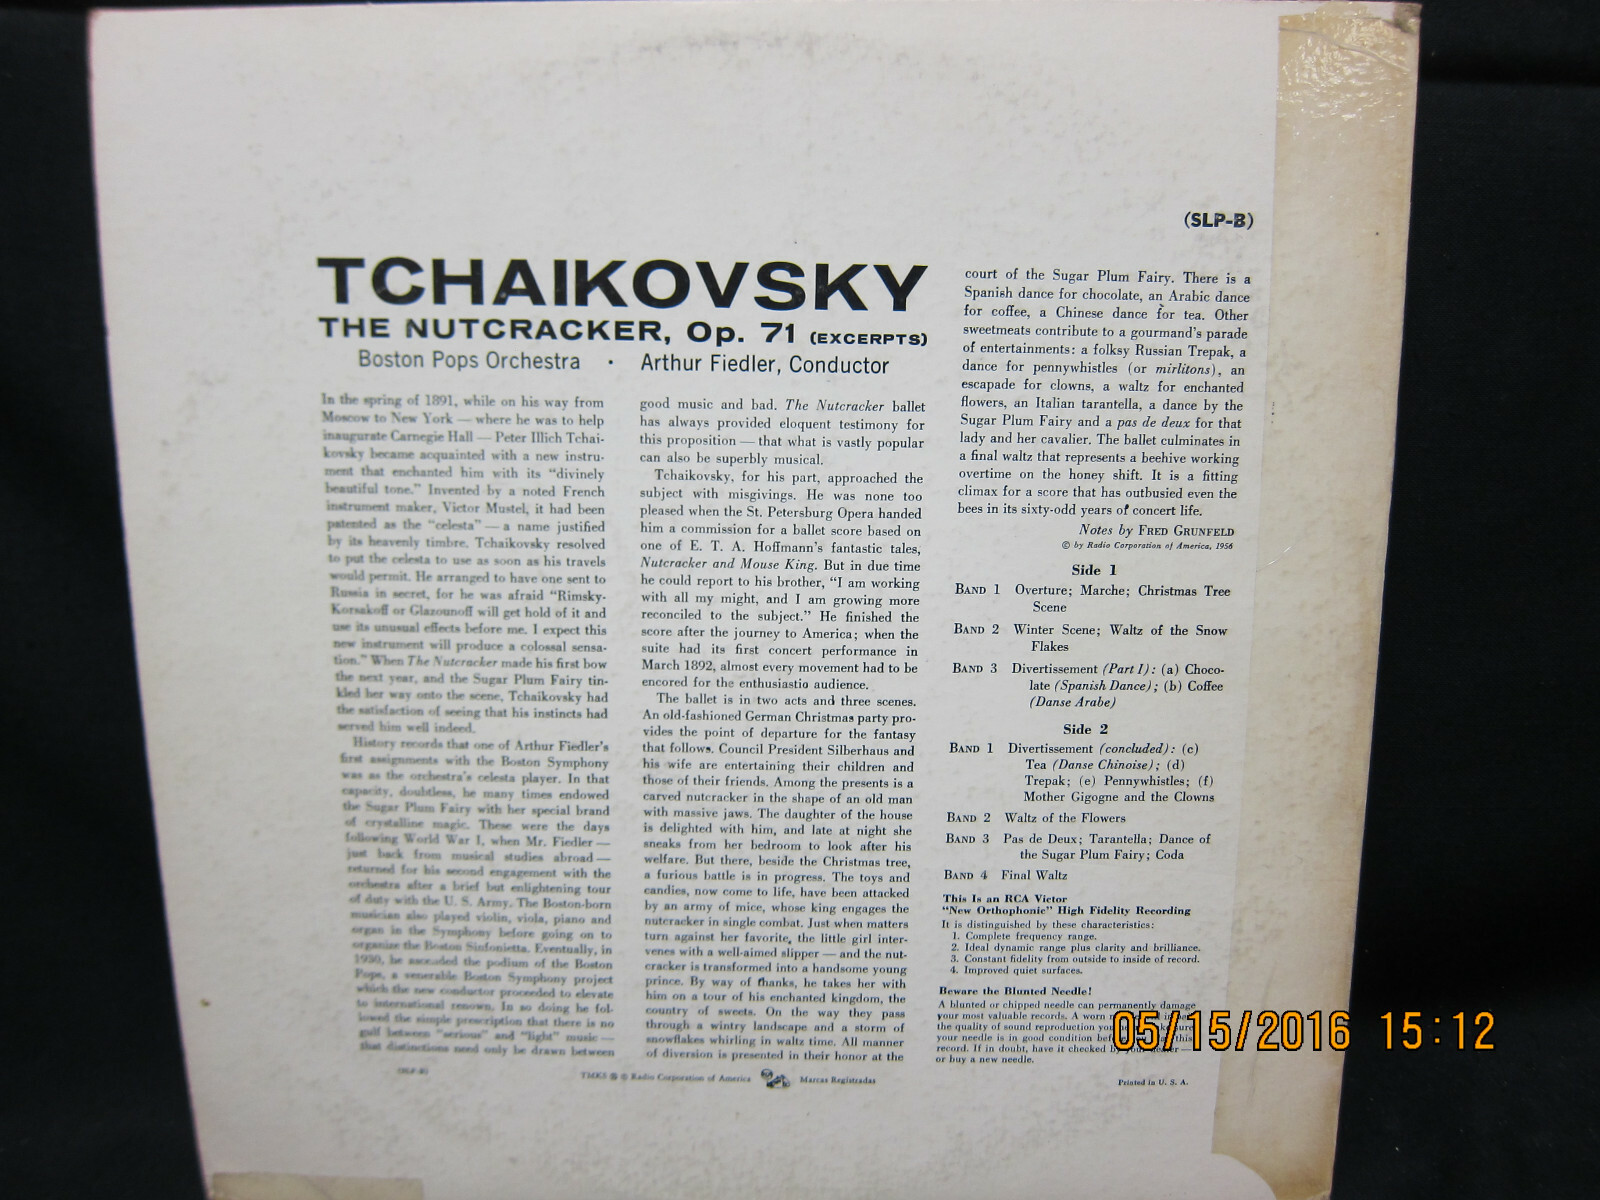 (SLP-B)
TCHAIKOVSKY
THE NUTCRACKER, Op. 71 (EXCERPTS)
Boston Pops Orchestra • Arthur Fiedler, Conductor
In the spring of 1891, while on his way from
Moscow to New York — where he was to help
inaugurate Carnegie Hall — Peter Illich Tchai-
kovsky became acquainted with a new instru-
ment that enchanted him with its "divinely
beautiful tone." Invented by a noted French
instrument maker, Victor Mustel, it had been
patented as the "celesta" — a name justified
by its heavenly timbre. Tchaikovsky resolved
to put the celesta to use as soon as his travels
would permit. He arranged to have one sent to
Russia in secret, for he was afraid "Rimsky-
Korsakoff or Glazounoff will get hold of it and
use its unusual effects before me. I expect this
new instrument will produce a colossal sensa-
tion." When The Nutcracker made his first bow
the next year, and the Sugar Plum Fairy tin-
kled her way onto the scene, Tchaikovsky had
the satisfaction of seeing that his instincts had
served him well indeed.
History records that one of Arthur Fiedler's
first assignments with the Boston Symphony
was as the orchestra's celesta player. In that
capacity, doubtless, he many times endowed
the Sugar Plum Fairy with her special brand
of crystalline magic. These were the days
following World War I, when Mr. Fiedler —
just back from musical studies abroad —
returned for his second engagement with the
orchestra after a brief but enlightening tour
of duty with the U. S. Army. The Boston-born
musician also played violin, viola, piano and
organ in the Symphony before going on to
organize the Boston Sinfonietta. Eventually, in
1930, he ascended the podium of the Boston
Pops, a venerable Boston Symphony project
which the new conductor proceeded to elevate
to international renown. In so doing he fol-
lowed the simple prescription that there is no
gulf between "serious" and "light" music —
that distinctions need only be drawn between
good music and bad. The Nutcracker ballet
has always provided eloquent testimony for
this proposition — that what is vastly popular
can also be superbly musical.
Tchaikovsky, for his part, approached the
subject with misgivings. He was none too
pleased when the St. Petersburg Opera handed
him a commission for a ballet score based on
one of E. T. A. Hoffmann's fantastic tales,
Nutcracker and Mouse King. But in due time
he could report to his brother, "I am working
with all my might, and I am growing more
reconciled to the subject." He finished the
score after the journey to America; when the
suite had its first concert performance in
March 1892, almost every movement had to be
encored for the enthusiastic audience.
The ballet is in two acts and three scenes.
An old-fashioned German Christmas party pro-
vides the point of departure for the fantasy
that follows. Council President Silberhaus and
his wife are entertaining their children and
those of their friends. Among the presents is a
carved nutcracker in the shape of an old man
with massive jaws. The daughter of the house
is delighted with him, and late at night she
sneaks from her bedroom to look after his
welfare. But there, beside the Christmas tree,
a furious battle is in progress. The toys and
candies, now come to life, have been attacked
by an army of mice, whose king engages the
nutcracker in single combat. Just when matters
turn against her favorite, the little girl inter-
venes with a well-aimed slipper — and the nut-
cracker is transformed into a handsome young
prince. By way of thanks, he takes her with
him on a tour of his enchanted kingdom, the
country of sweets. On the way they pass
through a wintry landscape and a storm of
snowflakes whirling in waltz time. All manner
of diversion is presented in their honor at the
court of the Sugar Plum Fairy. There is a
Spanish dance for chocolate, an Arabic dance
for coffee, a Chinese dance for tea. Other
sweetmeats contribute to a gourmand's parade
of entertainments: a folksy Russian Trepak, a
dance for pennywhistles (or mirlitons), an
escapade for clowns, a waltz for enchanted
flowers, an Italian tarantella, a dance by the
Sugar Plum Fairy and a pas de deux for that
lady and her cavalier. The ballet culminates in
a final waltz that represents a beehive working
overtime on the honey shift. It is a fitting
climax for a score that has outbusied even the
bees in its sixty-odd years of concert life.
Notes by FRED GRUNFELD
© by Radio Corporation of America, 1956
Side 1
BAND 1 Overture; Marche; Christmas Tree
Scene
BAND 2 Winter Scene; Waltz of the Snow
Flakes
BAND 3 Divertissement (Part I): (a) Choco-
late (Spanish Dance); (b) Coffee
(Danse Arabe)
Side 2
BAND 1 Divertissement (concluded): (c)
Tea (Danse Chinoise); (d)
Trepak; (e) Pennywhistles; (f)
Mother Gigogne and the Clowns
BAND 2 Waltz of the Flowers
BAND 3 Pas de Deux; Tarantella; Dance of
the Sugar Plum Fairy; Coda
BAND 4 Final Waltz
This Is an RCA Victor
"New Orthophonic" High Fidelity Recording
It is distinguished by these characteristics:
1. Complete frequency range.
2. Ideal dynamic range plus clarity and brilliance.
3. Constant fidelity from outside to inside of record.
4. Improved quiet surfaces.
Beware the Blunted Needle!
A blunted or chipped needle can permanently damage
your most valuable records. A worn
the quality of sound reproduction sure
your needle is in good condition this
record. If in doubt, have it checked by your dealer —
or buy a new needle.
TMKS ® © Radio Corporation of America Marcas Registradas
Printed in U. S. A.
05/15/2016 15:12